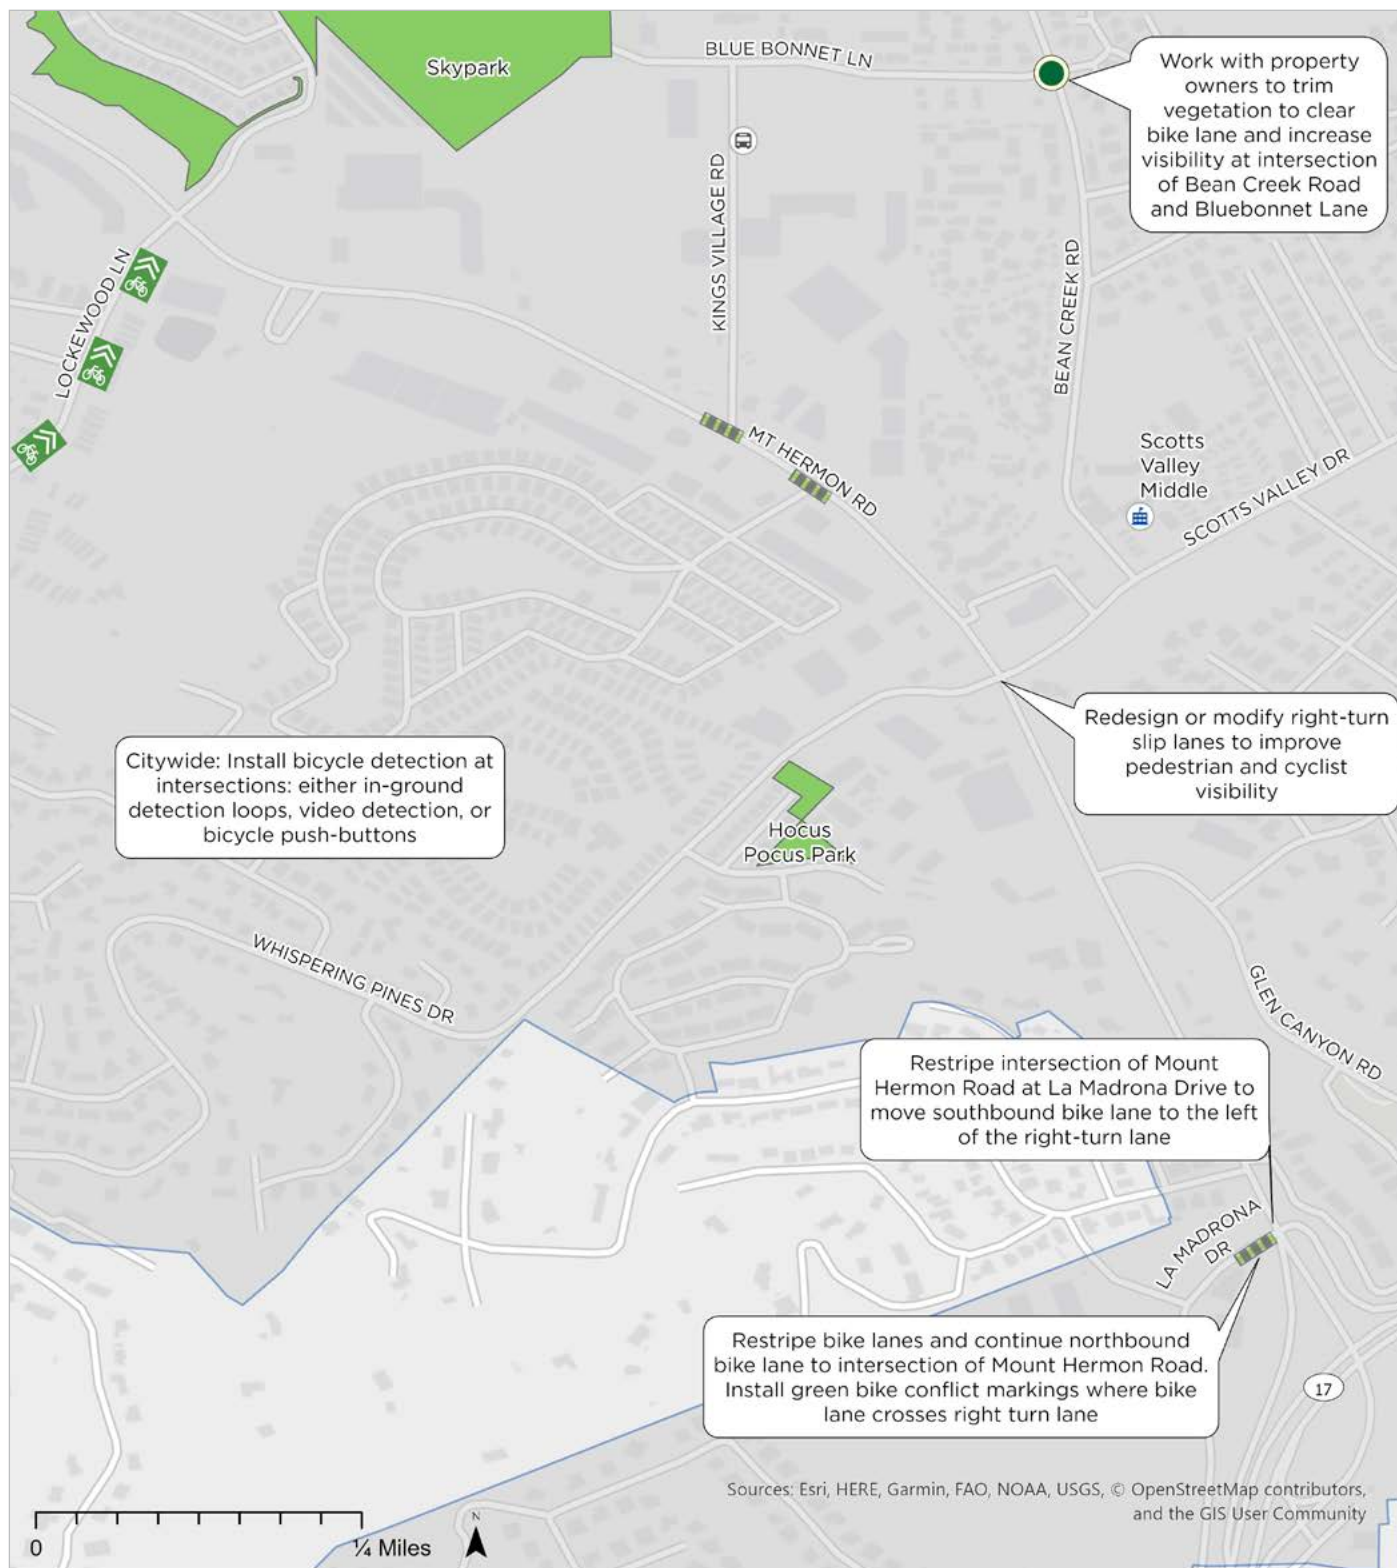 Skypark
BLUE BONNET LN
Work with property
owners to trim
vegetation to clear
bike lane and increase
visibility at intersection
of Bean Creek Road
and Bluebonnet Lane
KINGS VILLAGE RD
LOCKEWOOD LN
BEAN CREEK RD
MT HERMON RD
Scotts
Valley
Middle
SCOTTS VALLEY DR
Redesign or modify right-turn
slip lanes to improve
pedestrian and cyclist
visibility
Citywide: Install bicycle detection at
intersections: either in-ground
detection loops, video detection, or
bicycle push-buttons
Hocus
Pocus Park
WHISPERING PINES DR
GLEN CANYON RD
Restripe intersection of Mount
Hermon Road at La Madrona Drive to
move southbound bike lane to the left
of the right-turn lane
LA MADRONA
DR
Restripe bike lanes and continue northbound
bike lane to intersection of Mount Hermon Road.
Install green bike conflict markings where bike
lane crosses right turn lane
17
Sources: Esri, HERE, Garmin, FAO, NOAA, USGS, © OpenStreetMap contributors,
and the GIS User Community
0 ¼ Miles
N